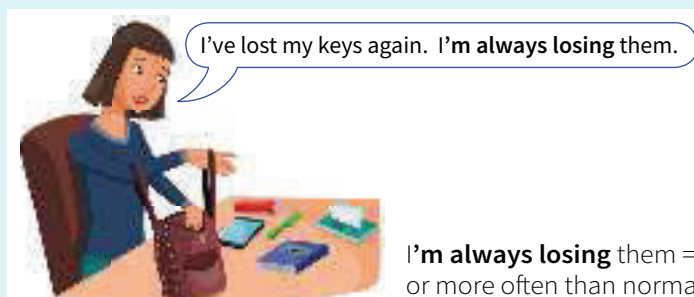 I've lost my keys again. I'm always losing them.
I'm always losing them =
or more often than norma